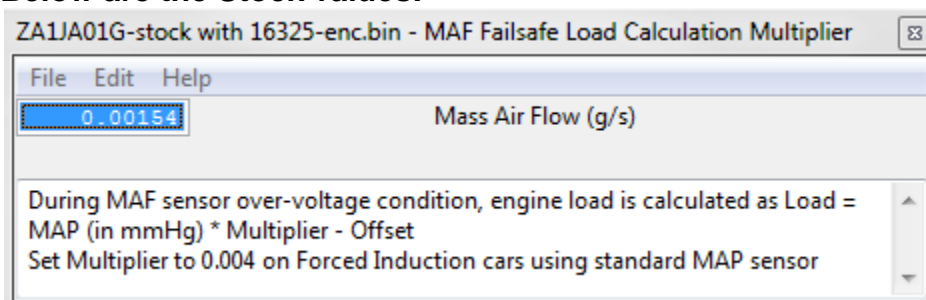 Below are the Stock values:
ZA1JA01G-stock with 16325-enc.bin - MAF Failsafe Load Calculation Multiplier
File Edit Help
0.00154 Mass Air Flow (g/s)
During MAF sensor over-voltage condition, engine load is calculated as Load =
MAP (in mmHg) * Multiplier - Offset
Set Multiplier to 0.004 on Forced Induction cars using standard MAP sensor